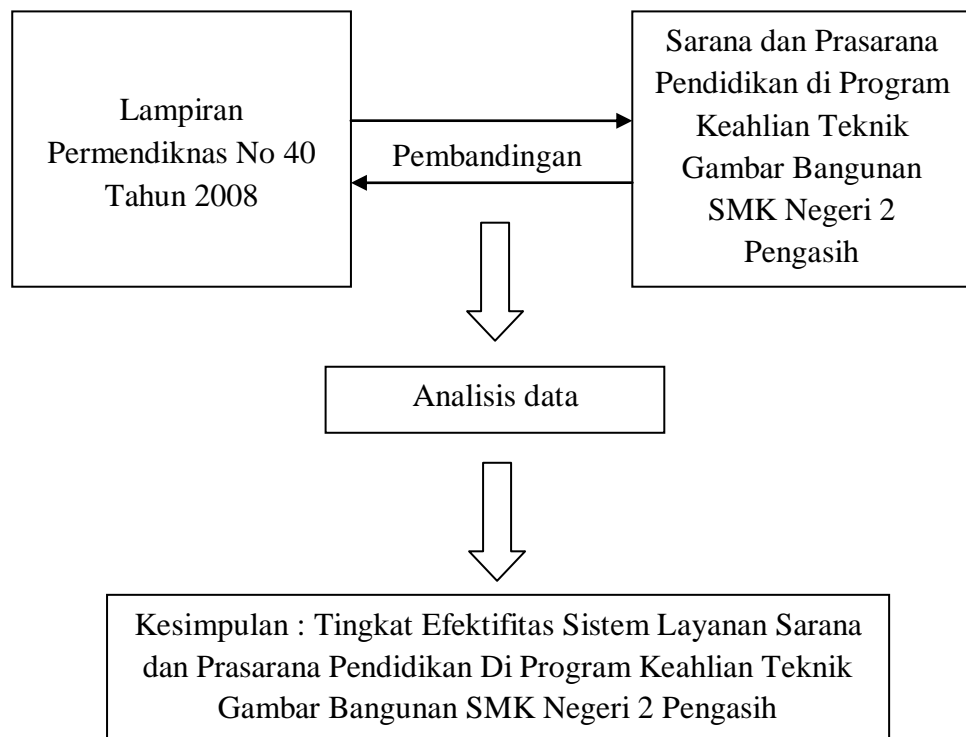 Lampiran
Permendiknas No 40
Tahun 2008
Pembandingan
Sarana dan Prasarana
Pendidikan di Program
Keahlian Teknik
Gambar Bangunan
SMK Negeri 2
Pengasih
Analisis data
Kesimpulan : Tingkat Efektifitas Sistem Layanan Sarana
dan Prasarana Pendidikan Di Program Keahlian Teknik
Gambar Bangunan SMK Negeri 2 Pengasih